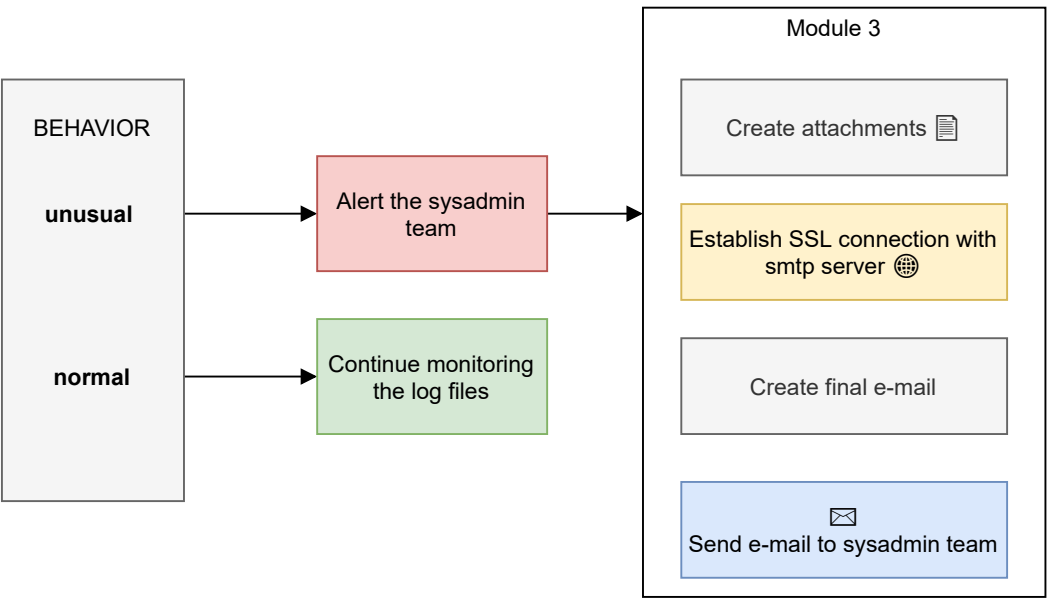 BEHAVIOR
unusual
normal
Alert the sysadmin
team
Continue monitoring
the log files
Module 3
Create attachments
Establish SSL connection with
smtp server
Create final e-mail
Send e-mail to sysadmin team